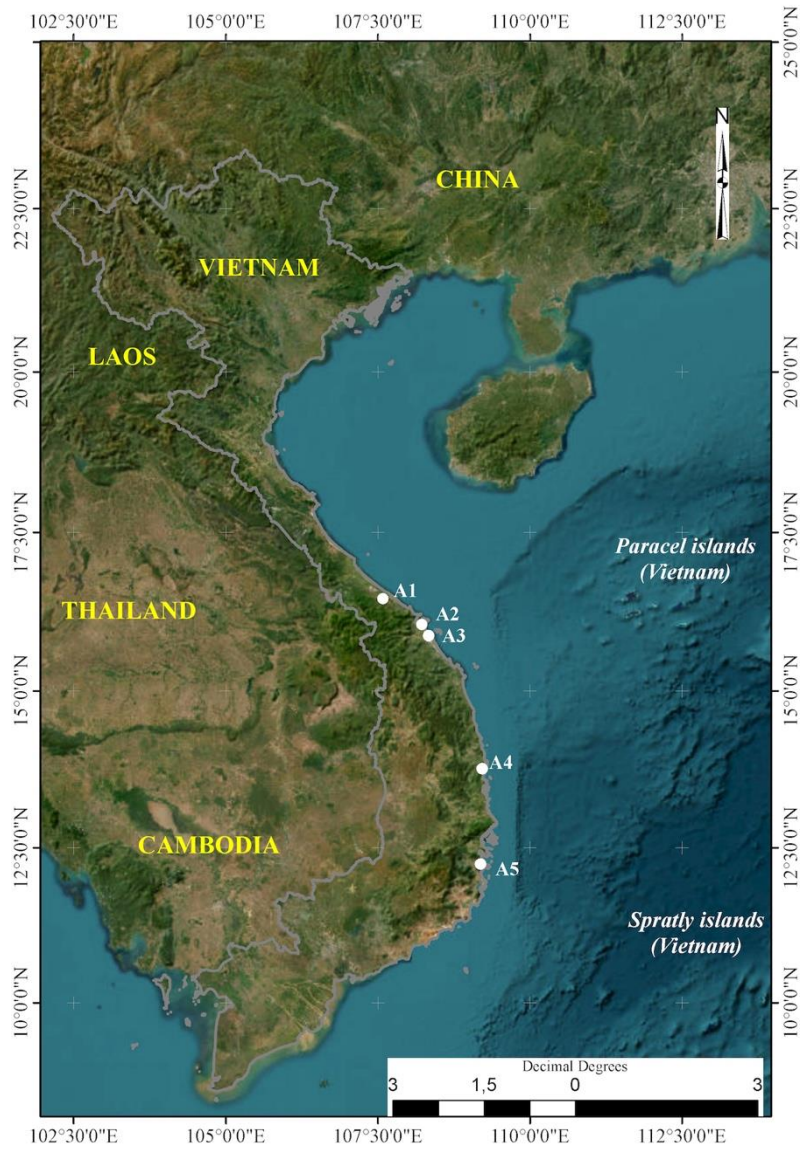 102°30'0"E 105°0'0"E 107°30'0"E 110°0'0"E 112°30'0"E
25°0'0"N
N
CHINA
22°30'0"N 22°30'0"N
VIETNAM
LAOS
20°0'0"N 20°0'0"N
17°30'0"N 17°30'0"N
Paracel islands
(Vietnam)
A1
THAILAND
A2
A3
15°0'0"N 15°0'0"N
A4
CAMBODIA
12°30'0"N 12°30'0"N
A5
Spratly islands
(Vietnam)
10°0'0"N 10°0'0"N
Decimal Degrees
3 1,5 0 3
102°30'0"E 105°0'0"E 107°30'0"E 110°0'0"E 112°30'0"E